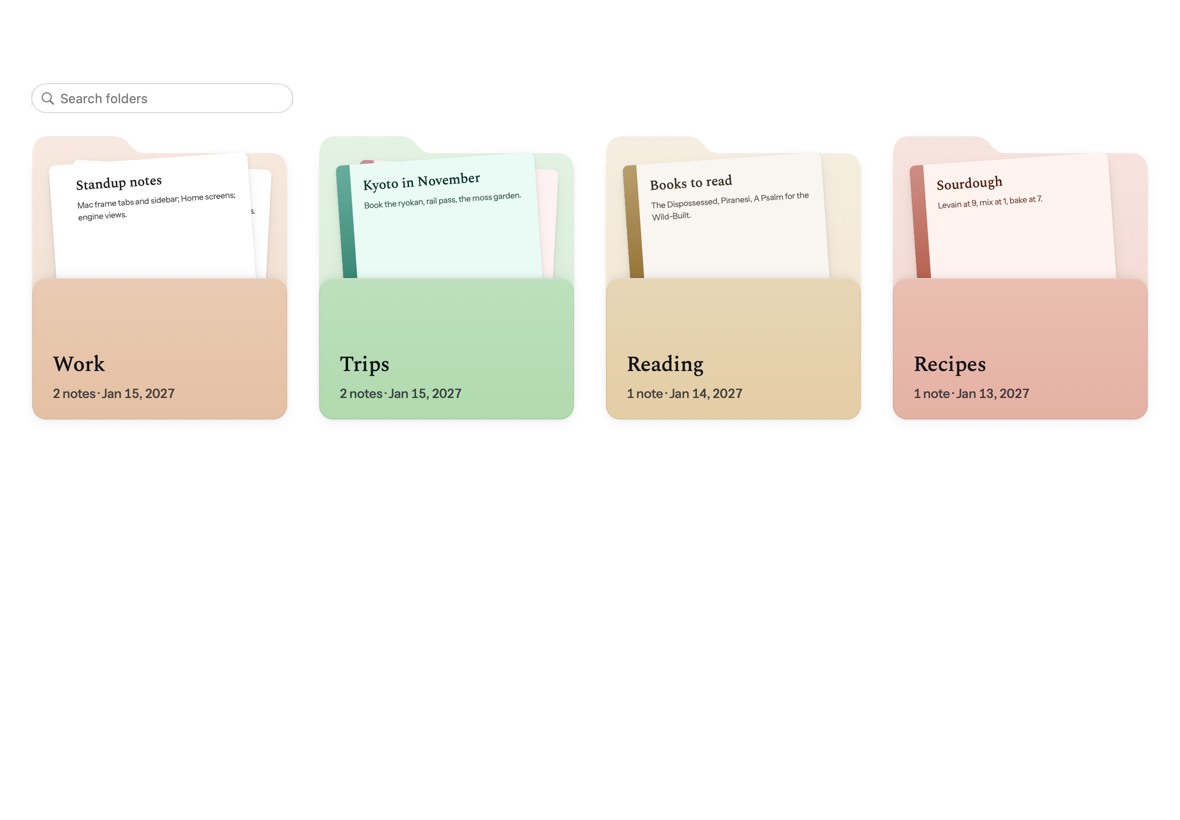 Search folders
Standup notes
Mac frame tabs and sidebar; Home screens;
engine views.
s.
Work
2 notes · Jan 15, 2027
Kyoto in November
Book the ryokan, rail pass, the moss garden.
Trips
2 notes · Jan 15, 2027
Books to read
The Dispossessed, Piranesi, A Psalm for the
Wild-Built.
Reading
1 note · Jan 14, 2027
Sourdough
Levain at 9, mix at 1, bake at 7.
Recipes
1 note · Jan 13, 2027